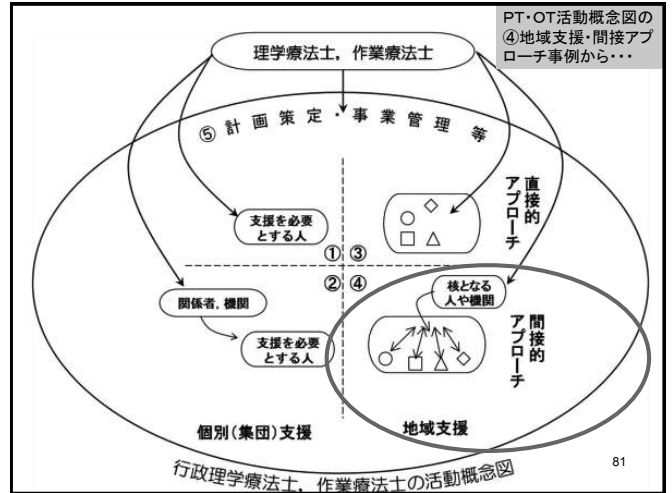 PT・OT活動概念図の
④地域支援・間接アプ
ローチ事例から・・・
理学療法士，作業療法士
⑤計画策定・事業管理 等
支援を必要
とする人
直接的
アプローチ
① ③
② ④
関係者，機関
核となる
人や機関
支援を必要
とする人
間接的
アプローチ
個別（集団）支援
地域支援
行政理学療法士，作業療法士の活動概念図
81